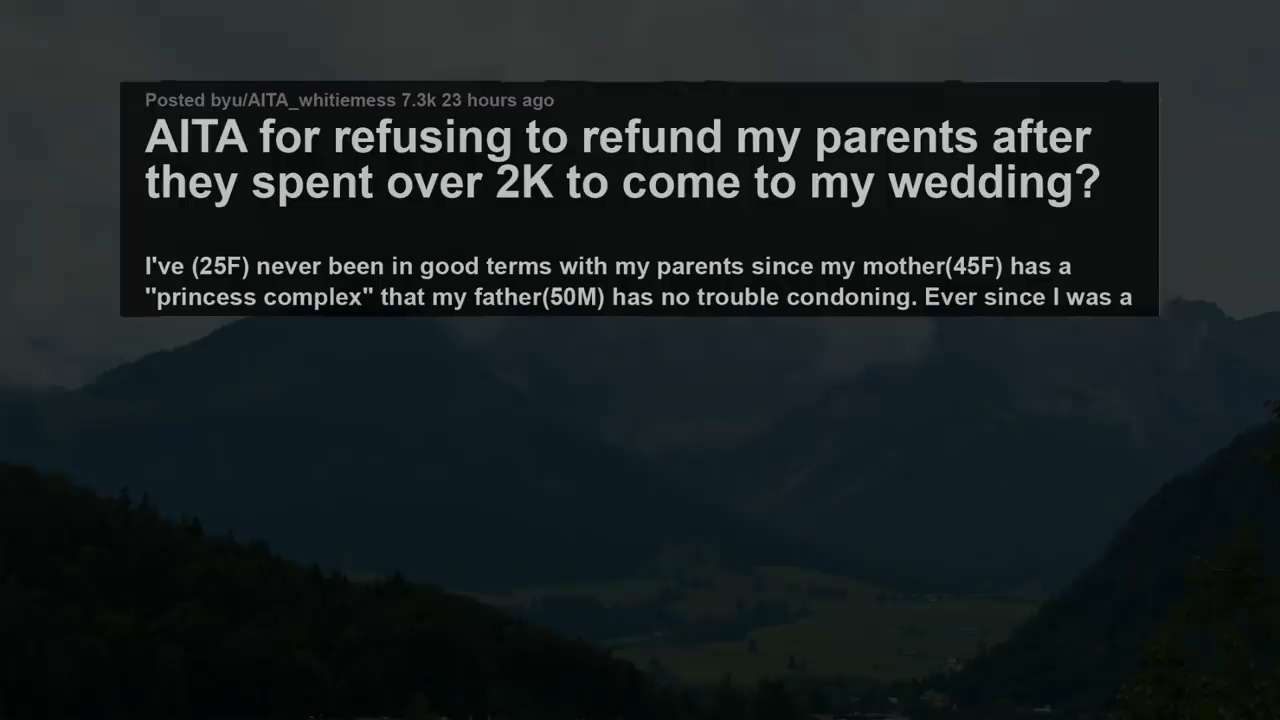 Posted byu/AITA_whitiemess 7.3k 23 hours ago
AITA for refusing to refund my parents after
they spent over 2K to come to my wedding?
I've (25F) never been in good terms with my parents since my mother(45F) has a
"princess complex" that my father(50M) has no trouble condoning. Ever since I was a